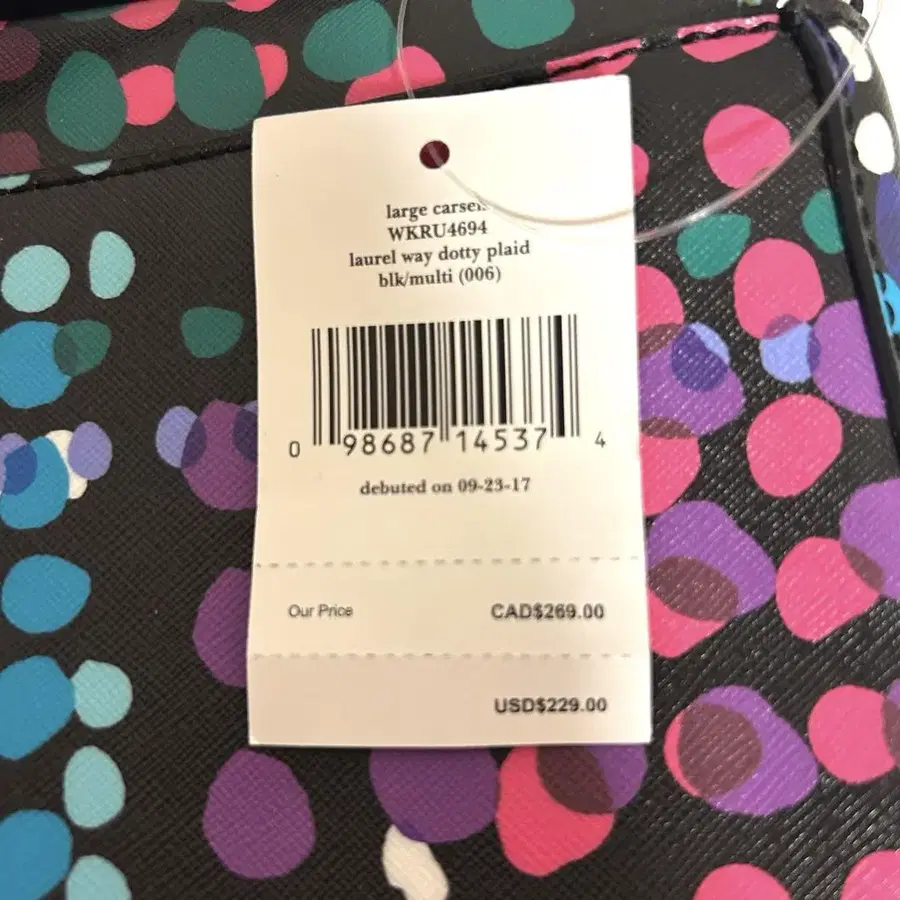 large
WKRU4694
laurel way dotty plaid
blk/multi (006)
0 98687 14537 4
debuted on 09-23-17
Our Price CAD$269.00
USD$229.00